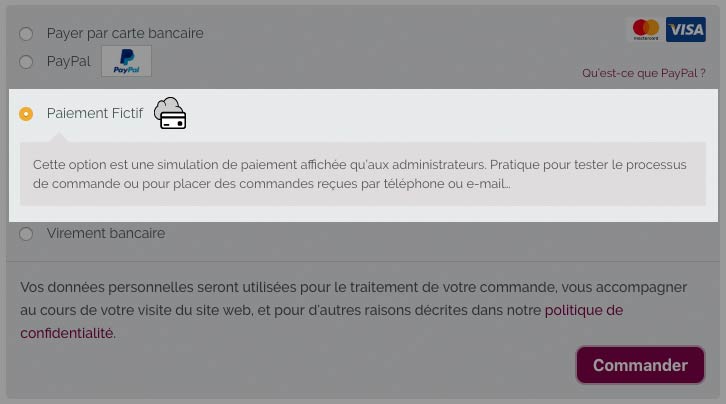 Payer par carte bancaire
mastercard
VISA
PayPal
PayPal
Qu'est-ce que PayPal ?
Paiement Fictif
Cette option est une simulation de paiement affichée qu'aux administrateurs. Pratique pour tester le processus
de commande ou pour placer des commandes reçues par téléphone ou e-mail...
Virement bancaire
Vos données personnelles seront utilisées pour le traitement de votre commande, vous accompagner
au cours de votre visite du site web, et pour d'autres raisons décrites dans notre politique de
confidentialité.
Commander